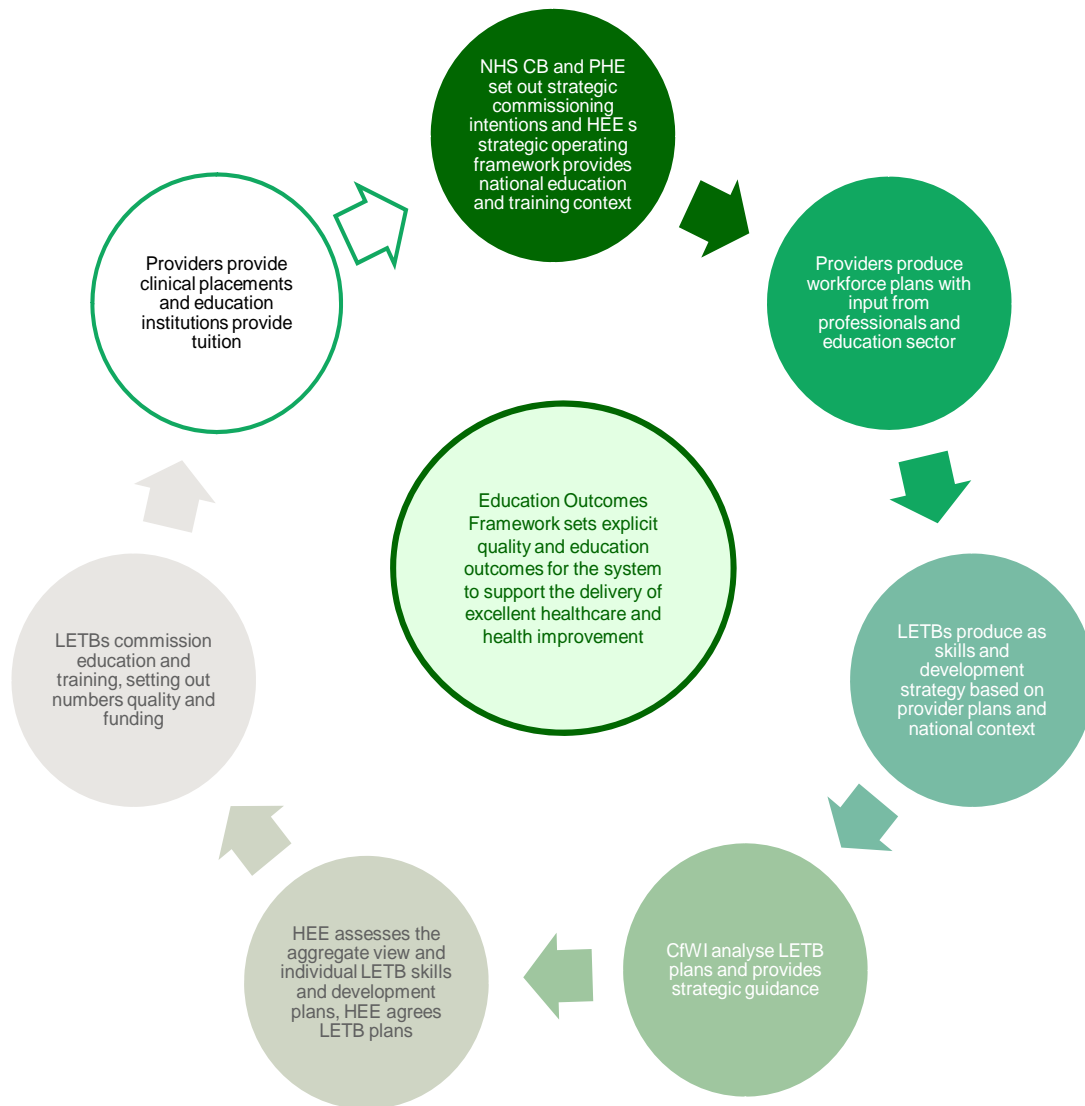 NHS CB and PHE
set out strategic
commissioning
intentions and HEE s
strategic operating
framework provides
national education
and training context
Providers produce
workforce plans with
input from
professionals and
education sector
LETBs produce as
skills and
development
strategy based on
provider plans and
national context
CfWI analyse LETB
plans and provides
strategic guidance
HEE assesses the
aggregate view and
individual LETB skills
and development
plans, HEE agrees
LETB plans
LETBs commission
education and
training, setting out
numbers quality and
funding
Providers provide
clinical placements
and education
institutions provide
tuition
Education Outcomes
Framework sets explicit
quality and education
outcomes for the system
to support the delivery of
excellent healthcare and
health improvement